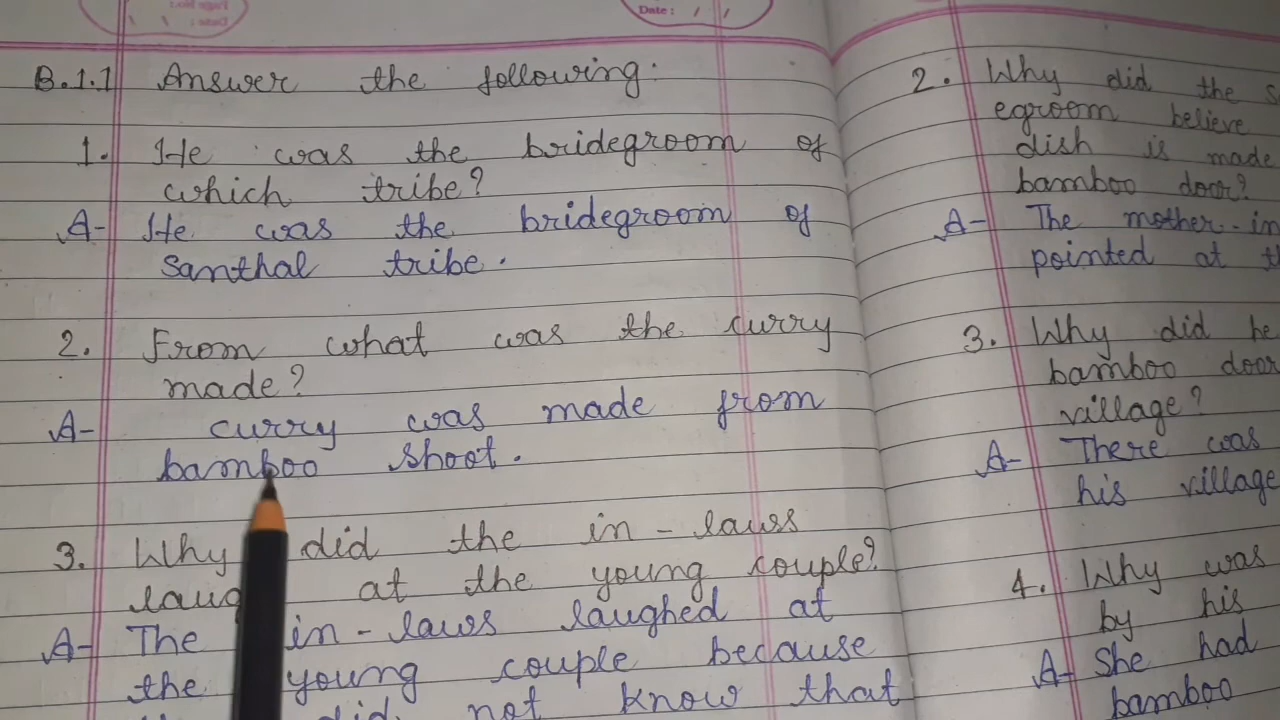 Date: / /
B.1.1 Answer the following:
1. He was the bridegroom of
which tribe?
A- He was the bridegroom of
Santhal tribe.
2. From what was the curry
made?
A- curry was made from
bamboo shoot.
3. Why did the in-laws
at the young couple?
A- The in-laws laughed at
the young couple because
did not know that
2. Why did the
egroom believe
dish is made
bamboo door?
A- The mother-in
pointed at
3. Why did he
bamboo door
village?
A- There was
his village
4. Why was
by his
A- She had
bamboo